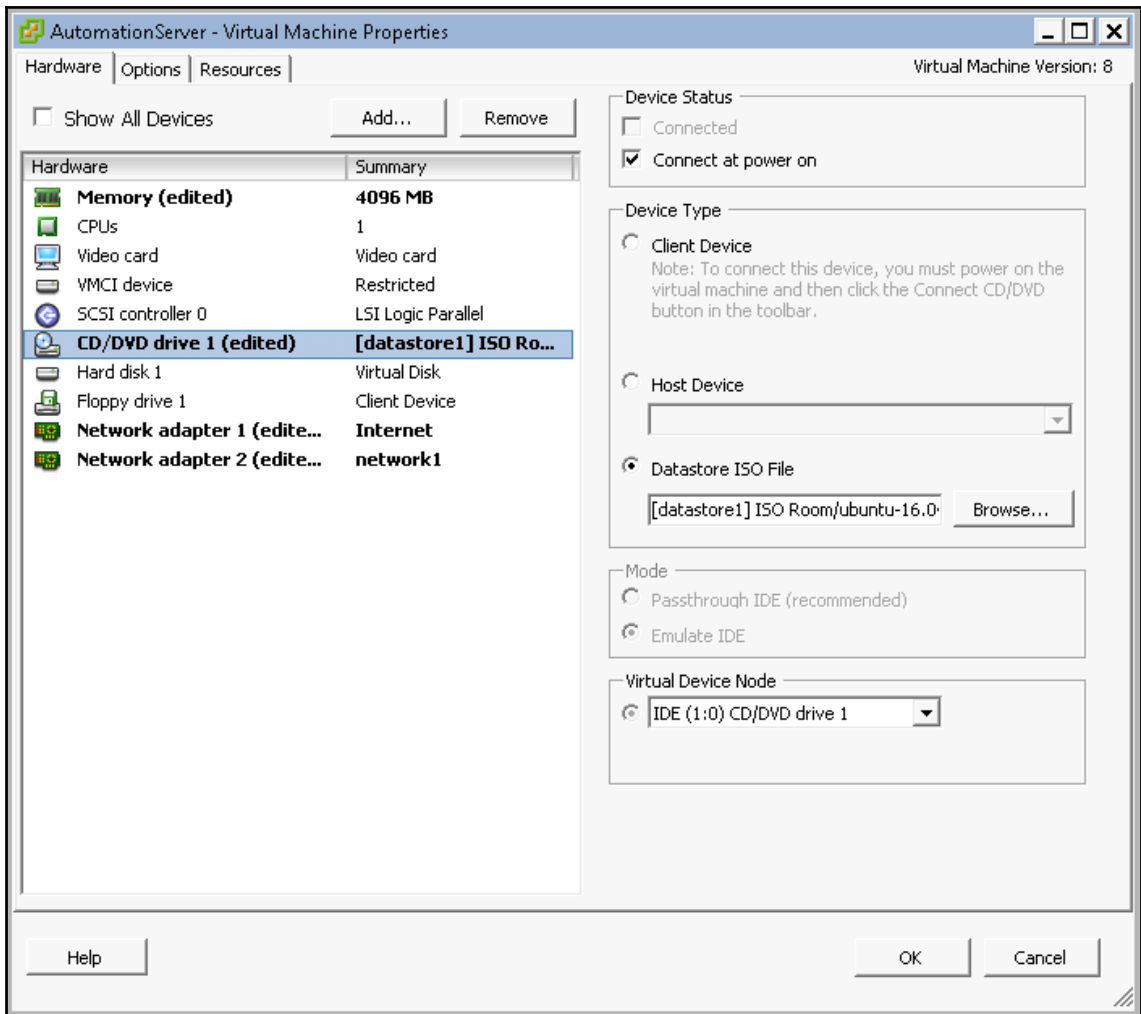 AutomationServer - Virtual Machine Properties
Hardware Options Resources Virtual Machine Version: 8
Show All Devices Add... Remove
Hardware Summary
Memory (edited) 4096 MB
CPUs 1
Video card Video card
VMCI device Restricted
SCSI controller 0 LSI Logic Parallel
CD/DVD drive 1 (edited) [datastore1] ISO Ro...
Hard disk 1 Virtual Disk
Floppy drive 1 Client Device
Network adapter 1 (edite... Internet
Network adapter 2 (edite... network1
Device Status
Connected
Connect at power on
Device Type
Client Device
Note: To connect this device, you must power on the
virtual machine and then click the Connect CD/DVD
button in the toolbar.
Host Device
Datastore ISO File
[datastore1] ISO Room/ubuntu-16.0 Browse...
Mode
Passthrough IDE (recommended)
Emulate IDE
Virtual Device Node
IDE (1:0) CD/DVD drive 1
Help OK Cancel